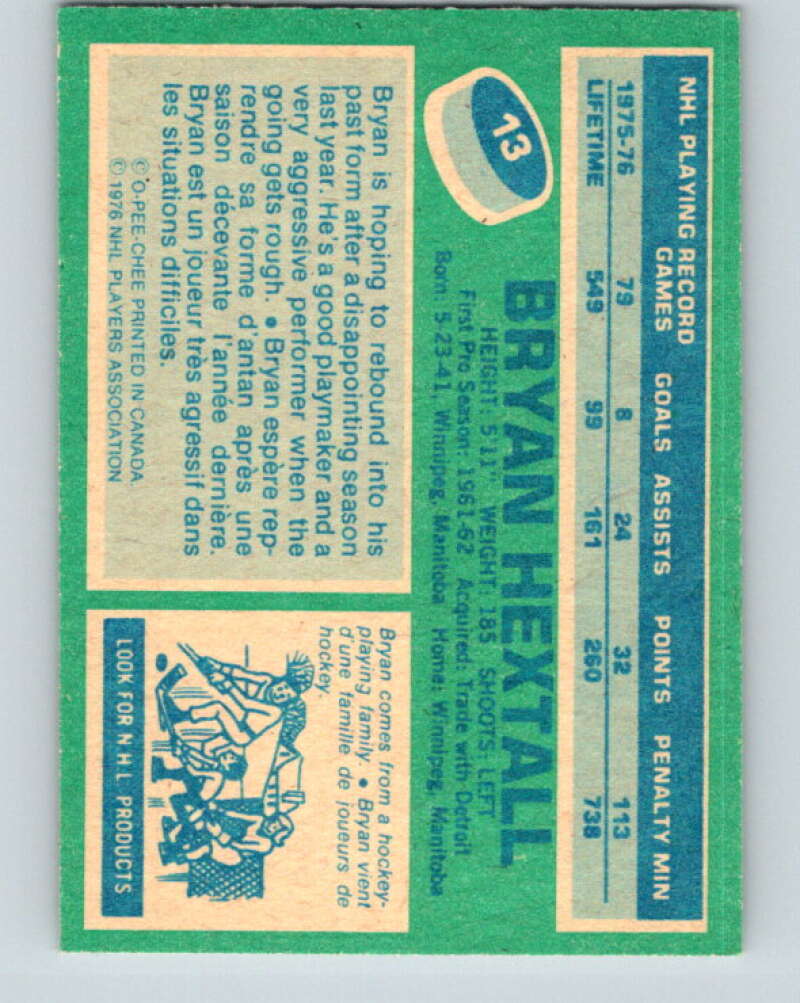 NHL PLAYING RECORD
GAMES GOALS ASSISTS POINTS PENALTY MIN
1975-76 79 8 24 32 113
LIFETIME 549 99 161 260 738
13
BRYAN HEXTALL
HEIGHT: 5'11" WEIGHT: 185 SHOOTS: LEFT
First Pro Season: 1961-62 Acquired: Trade with Detroit
Born: 5-23-41, Winnipeg, Manitoba Home: Winnipeg, Manitoba
Bryan is hoping to rebound into his
past form after a disappointing season
last year. He's a good playmaker and a
very aggressive performer when the
going gets rough. • Bryan espère rep-
rendre sa forme d'antan après une
saison décevante l'année dernière.
Bryan est un joueur très agressif dans
les situations difficiles.
© O-PEE-CHEE PRINTED IN CANADA
© 1976 NHL PLAYERS ASSOCIATION
Bryan comes from a hockey-
playing family. • Bryan vient
d'une famille de joueurs de
hockey.
LOOK FOR NHL PRODUCTS